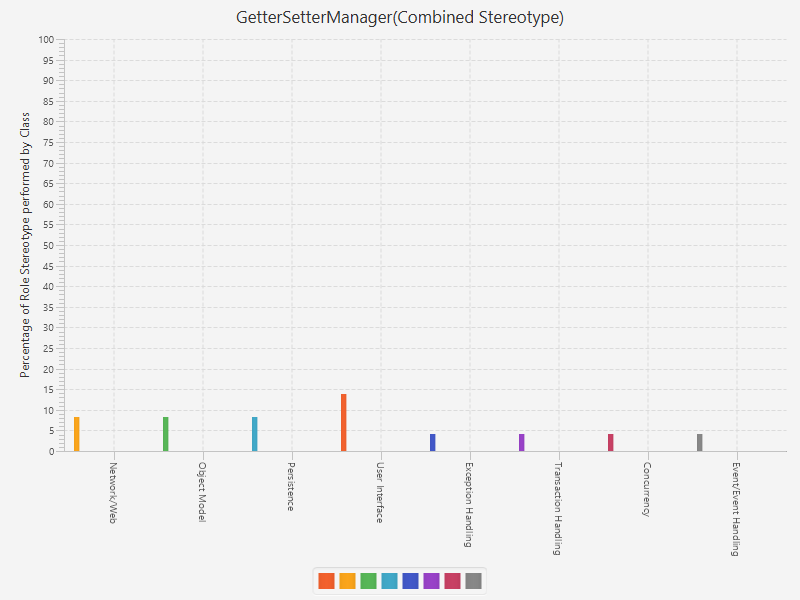 GetterSetterManager(Combined Stereotype)
Percentage of Role Stereotype performed by Class
100
95
90
85
80
75
70
65
60
55
50
45
40
35
30
25
20
15
10
5
0
Network/Web
Object Model
Persistence
User Interface
Exception Handling
Transaction Handling
Concurrency
Event/Event Handling